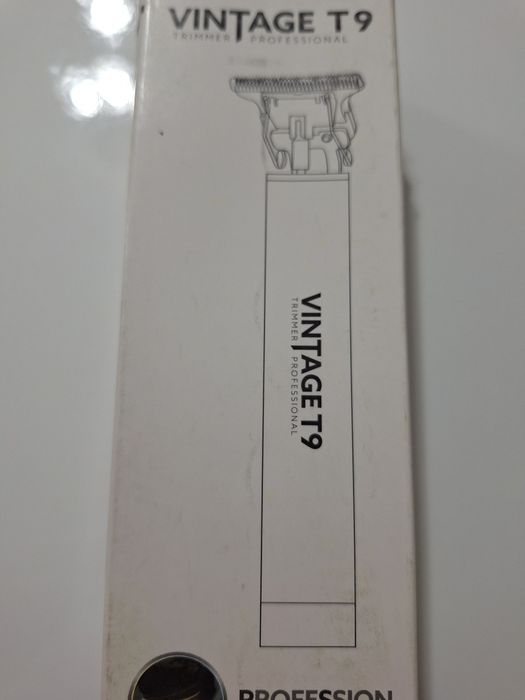 VINTAGE T9
TRIMMER PROFESSIONAL
VINTAGE T9
TRIMMER PROFESSIONAL
PROFESSION